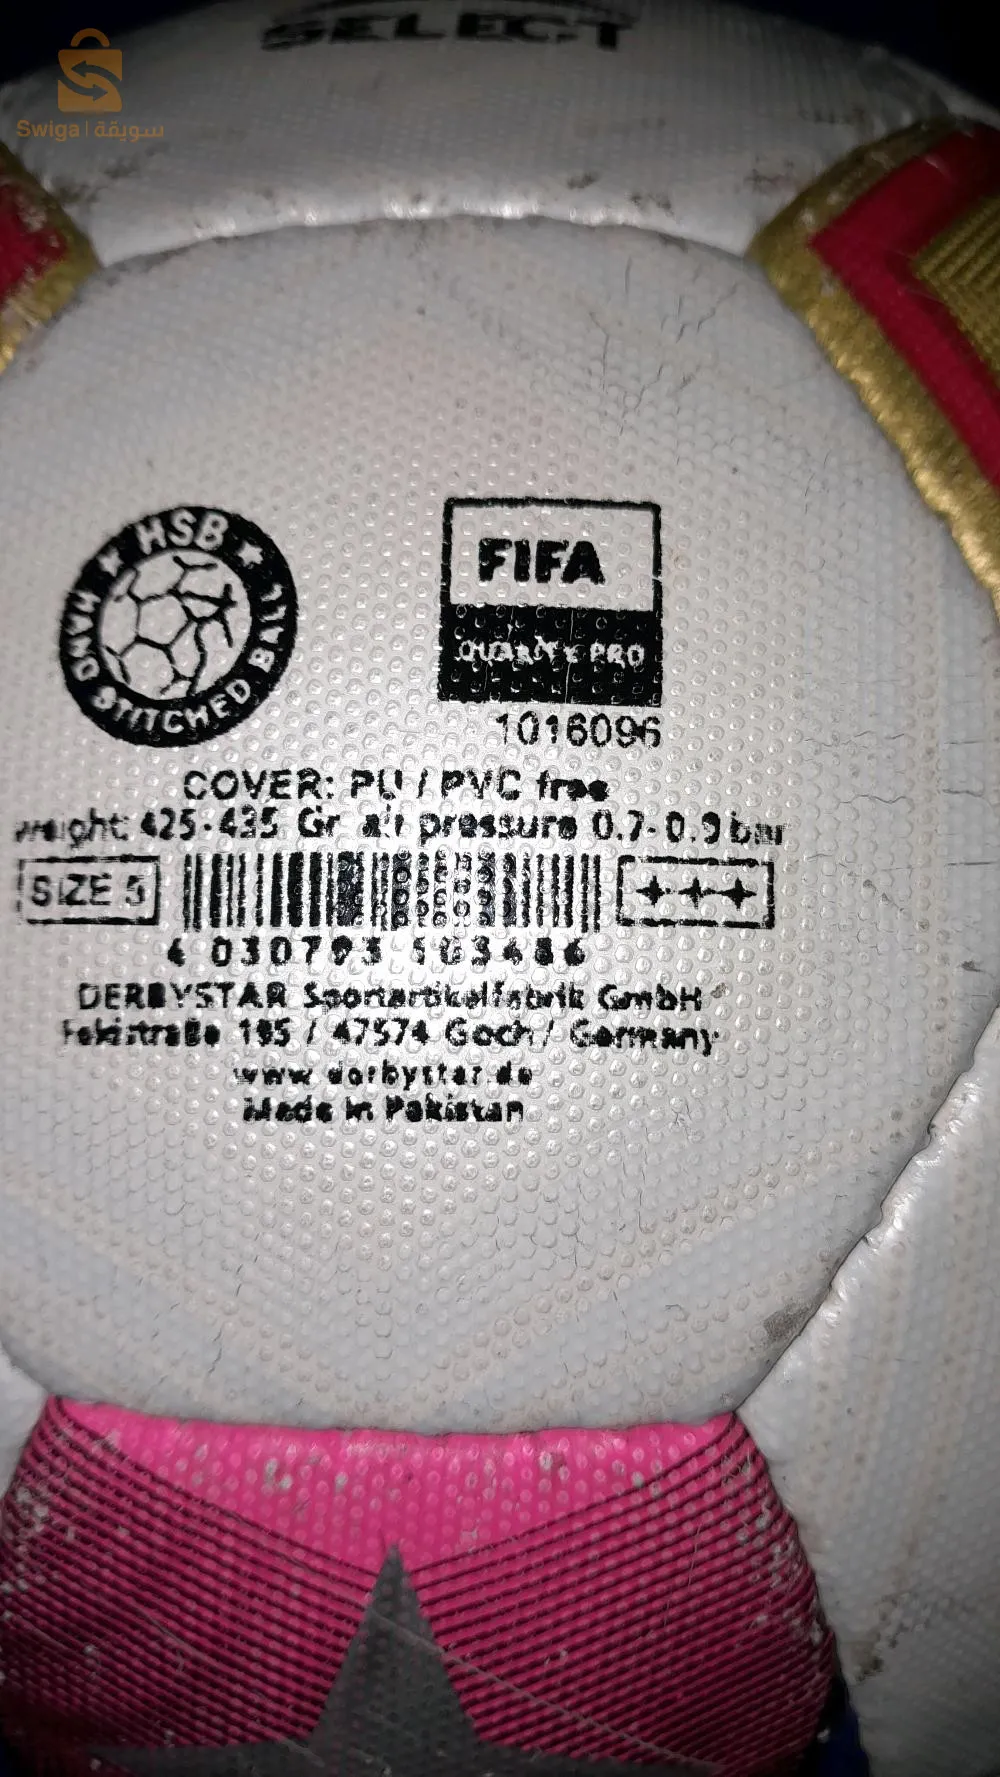 SELECT
Swiga | سويقة
HSB
HAND STITCHED BALL
FIFA
QUALITY PRO
1016096
COVER: PU / PVC free
weight: 425-435 Gr air pressure 0.7-0.9 bar
SIZE 5
4 030793 103486
DERBYSTAR Sportartikelfabrik GmbH
195 / 47574 Goch / Germany
www.derbystar.de
Made in Pakistan